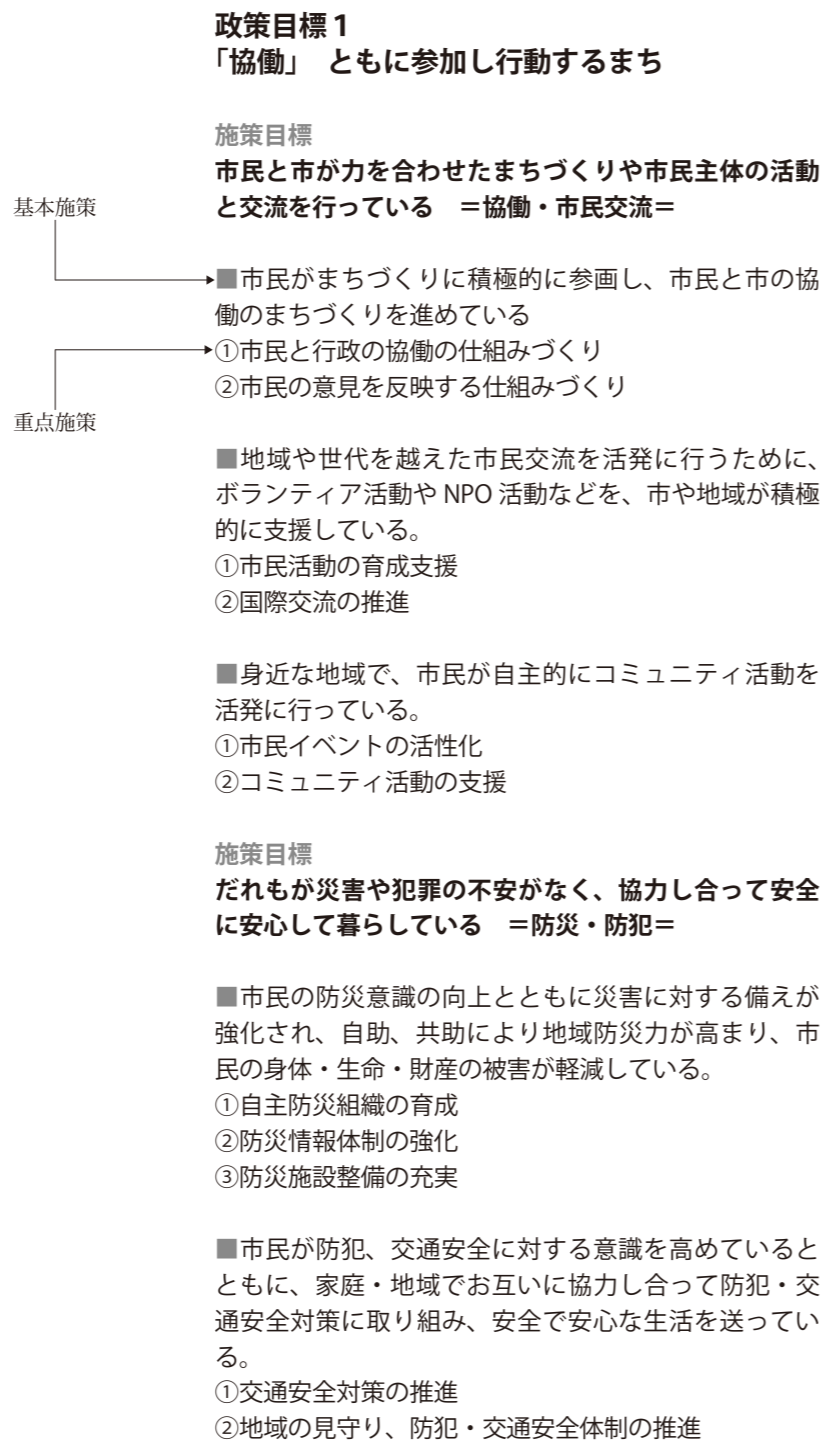 政策目標 1
「協働」 ともに参加し行動するまち
施策目標
市民と市が力を合わせたまちづくりや市民主体の活動
と交流を行っている ＝協働・市民交流＝
基本施策
■市民がまちづくりに積極的に参画し、市民と市の協
働のまちづくりを進めている
①市民と行政の協働の仕組みづくり
②市民の意見を反映する仕組みづくり
重点施策
■地域や世代を越えた市民交流を活発に行うために、
ボランティア活動や NPO 活動などを、市や地域が積極
的に支援している。
①市民活動の育成支援
②国際交流の推進
■身近な地域で、市民が自主的にコミュニティ活動を
活発に行っている。
①市民イベントの活性化
②コミュニティ活動の支援
施策目標
だれもが災害や犯罪の不安がなく、協力し合って安全
に安心して暮らしている ＝防災・防犯＝
■市民の防災意識の向上とともに災害に対する備えが
強化され、自助、共助により地域防災力が高まり、市
民の身体・生命・財産の被害が軽減している。
①自主防災組織の育成
②防災情報体制の強化
③防災施設整備の充実
■市民が防犯、交通安全に対する意識を高めていると
ともに、家庭・地域でお互いに協力し合って防犯・交
通安全対策に取り組み、安全で安心な生活を送ってい
る。
①交通安全対策の推進
②地域の見守り、防犯・交通安全体制の推進